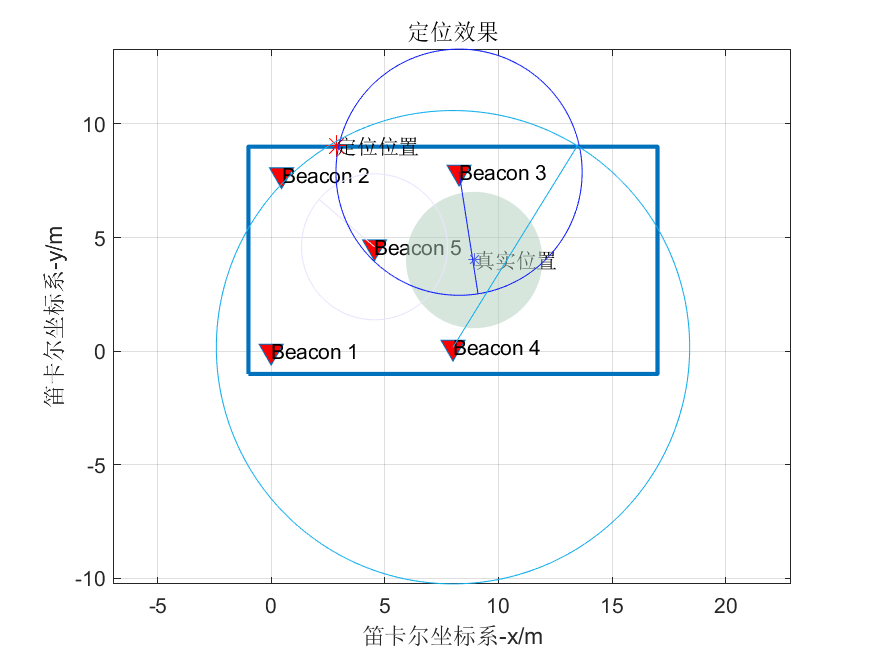 定位效果
10
5
0
-5
-10
笛卡尔坐标系-y/m
定位位置
Beacon 2
Beacon 3
Beacon 5
真实位置
Beacon 1
Beacon 4
-5
0
5
10
15
20
笛卡尔坐标系-x/m